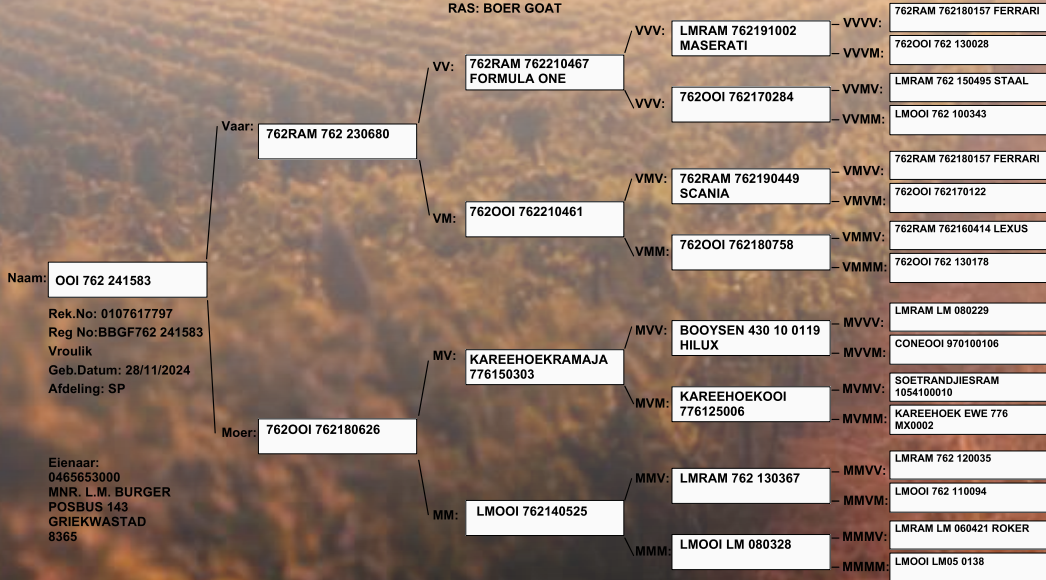 RAS: BOER GOAT
Naam:
OOI 762 241583
Rek.No: 0107617797
Reg No:BBGF762 241583
Vroulik
Geb.Datum: 28/11/2024
Afdeling: SP
Eienaar:
0465653000
MNR. L.M. BURGER
POSBUS 143
GRIEKWASTAD
8365
Vaar:
762RAM 762 230680
Moer:
762OOI 762180626
VV:
762RAM 762210467
FORMULA ONE
VM:
762OOI 762210461
MV:
KAREEHOEKRAMAJA
776150303
MM:
LMOOI 762140525
VVV:
LMRAM 762191002
MASERATI
VVV:
762OOI 762170284
VMV:
762RAM 762190449
SCANIA
VMM:
762OOI 762180758
MVV:
BOOYSEN 430 10 0119
HILUX
MVM:
KAREEHOEKOOI
776125006
MMV:
LMRAM 762 130367
MMM:
LMOOI LM 080328
VVVV:
762RAM 762180157 FERRARI
VVVM:
762OOI 762 130028
VVMV:
LMRAM 762 150495 STAAL
VVMM:
LMOOI 762 100343
VMVV:
762RAM 762180157 FERRARI
VMVM:
762OOI 762170122
VMMV:
762RAM 762160414 LEXUS
VMMM:
762OOI 762 130178
MVVV:
LMRAM LM 080229
MVVM:
CONEOOI 970100106
MVMV:
SOETRANDJIESRAM
1054100010
MVMM:
KAREEHOEK EWE 776
MX0002
MMVV:
LMRAM 762 120035
MMVM:
LMOOI 762 110094
MMMV:
LMRAM LM 060421 ROKER
MMMM:
LMOOI LM05 0138